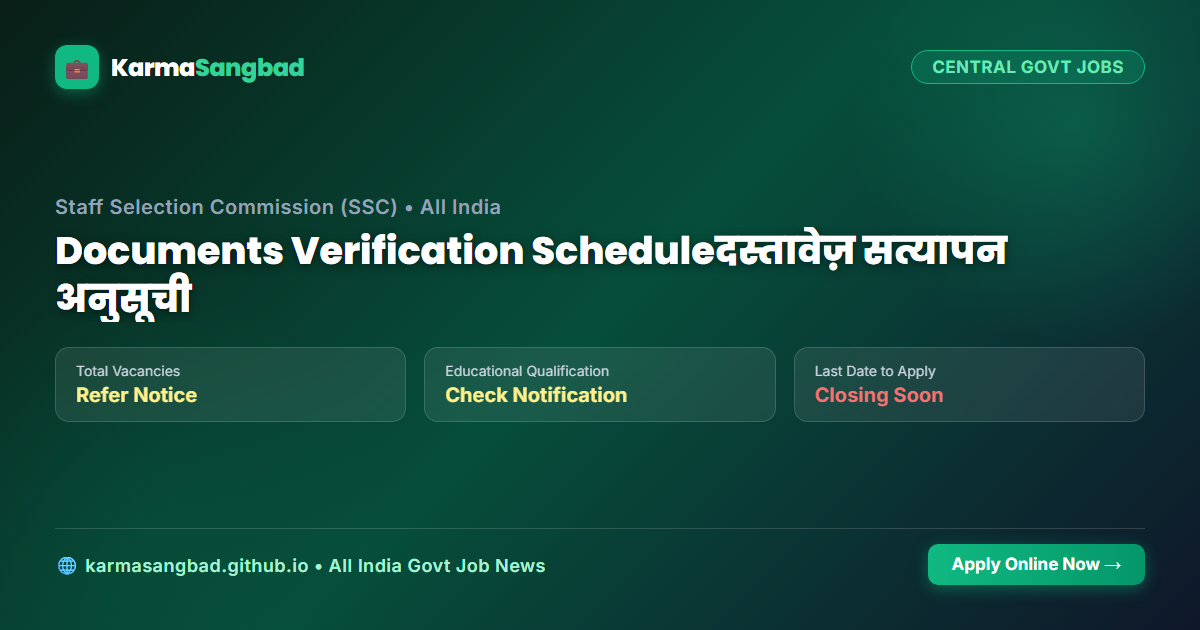 KarmaSangbad
CENTRAL GOVT JOBS
Staff Selection Commission (SSC) • All India
Documents Verification Scheduleदस्तावेज़ सत्यापन
अनुसूची
Total Vacancies
Refer Notice
Educational Qualification
Check Notification
Last Date to Apply
Closing Soon
karmasangbad.github.io • All India Govt Job News
Apply Online Now →